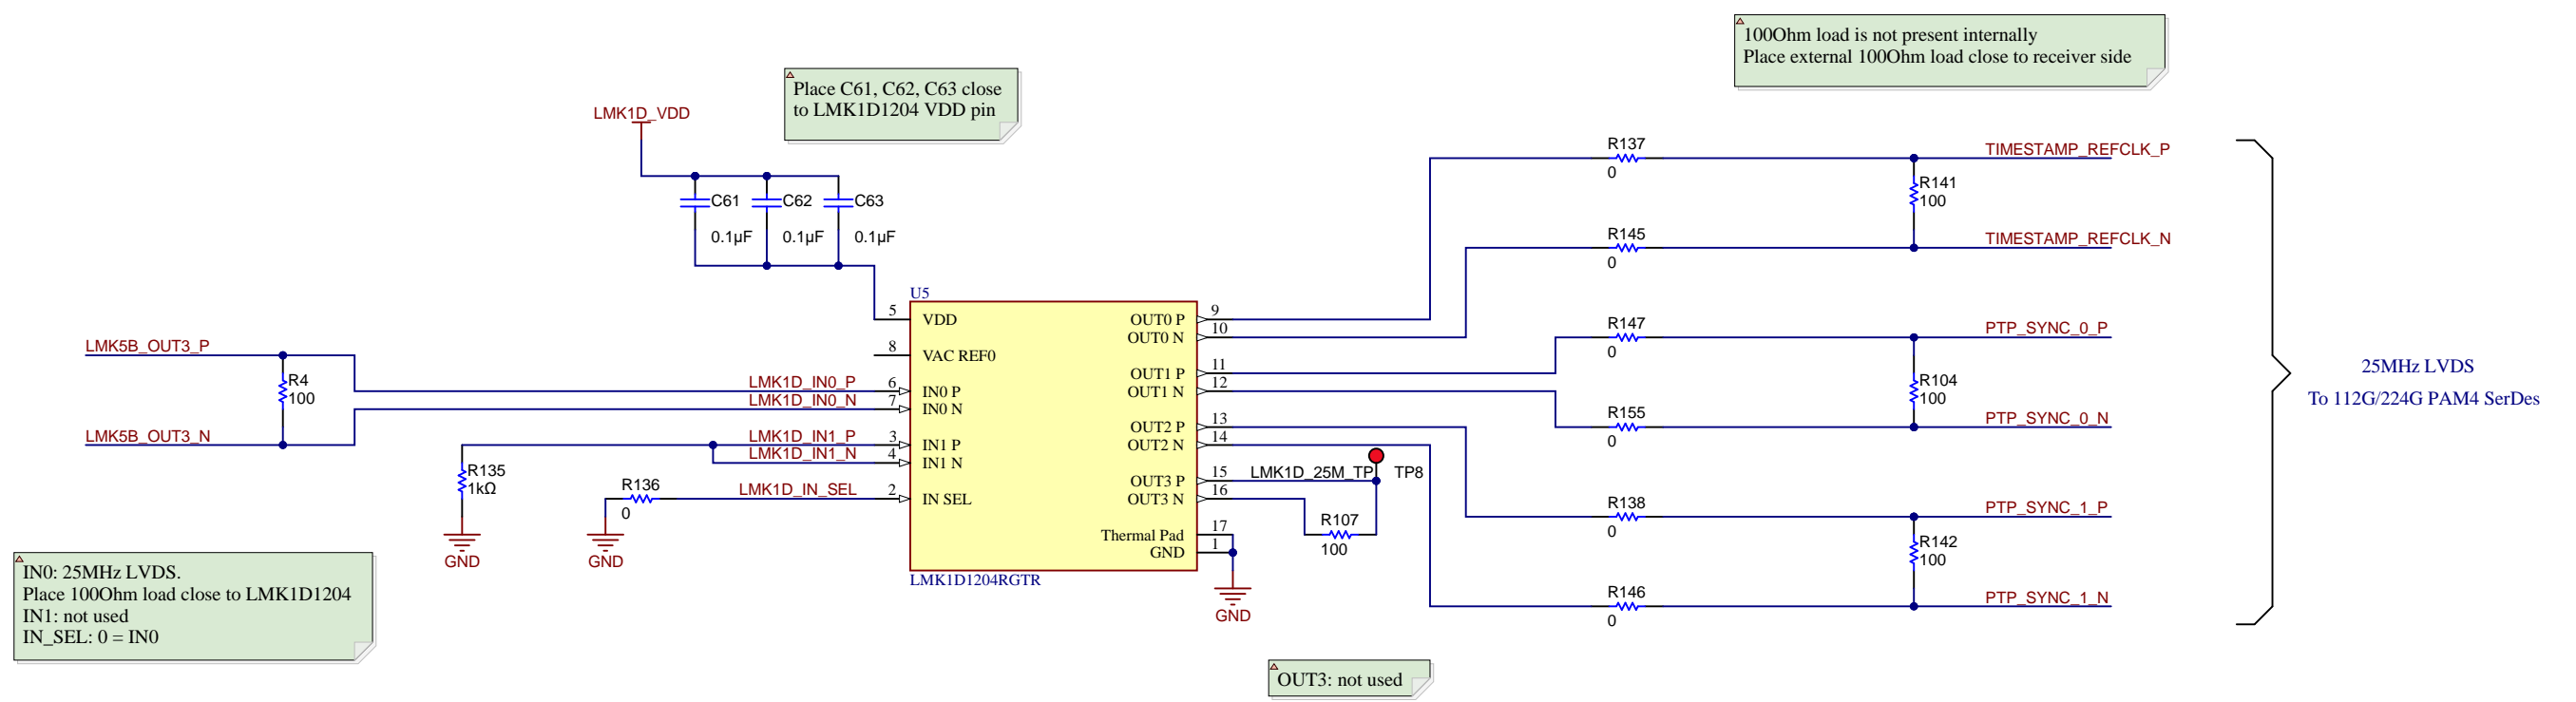 100Ohm load is not present internally
Place external 100Ohm load close to receiver side
Place C61, C62, C63 close
to LMK1D1204 VDD pin
LMK1D_VDD
C61
C62
C63
0.1µF
0.1µF
0.1µF
LMK5B_OUT3_P
R4
100
LMK5B_OUT3_N
LMK1D_IN0_P
LMK1D_IN0_N
LMK1D_IN1_P
LMK1D_IN1_N
R135
1kΩ
GND
R136
0
GND
LMK1D_IN_SEL
IN0: 25MHz LVDS.
Place 100Ohm load close to LMK1D1204
IN1: not used
IN_SEL: 0 = IN0
U5
5
VDD
8
VAC REF0
6
IN0 P
7
IN0 N
3
IN1 P
4
IN1 N
2
IN SEL
OUT0 P
9
OUT0 N
10
OUT1 P
11
OUT1 N
12
OUT2 P
13
OUT2 N
14
OUT3 P
15
OUT3 N
16
Thermal Pad
17
GND
1
LMK1D1204RGTR
GND
LMK1D_25M_TP
TP8
R107
100
OUT3: not used
R137
0
R145
0
R147
0
R155
0
R138
0
R146
0
R141
100
R104
100
R142
100
TIMESTAMP_REFCLK_P
TIMESTAMP_REFCLK_N
PTP_SYNC_0_P
PTP_SYNC_0_N
PTP_SYNC_1_P
PTP_SYNC_1_N
25MHz LVDS
To 112G/224G PAM4 SerDes